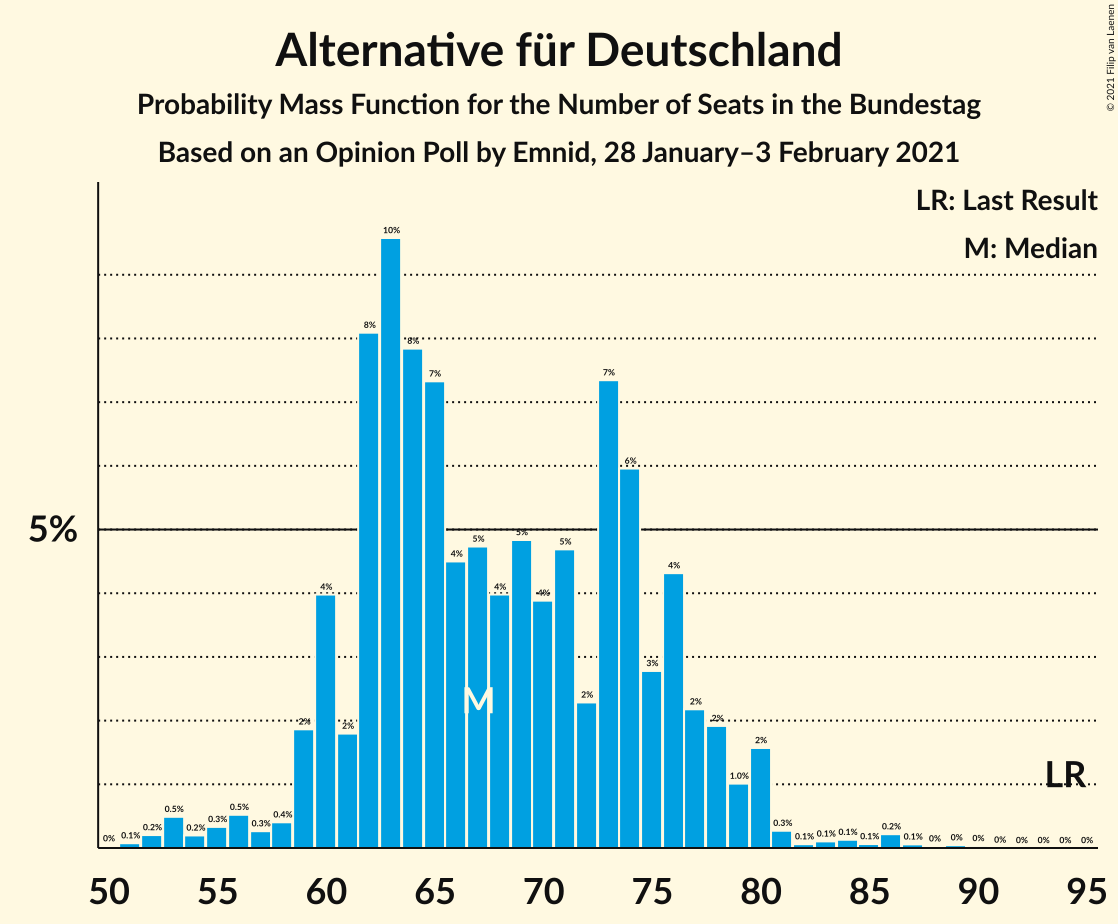 Alternative für Deutschland
Probability Mass Function for the Number of Seats in the Bundestag
Based on an Opinion Poll by Emnid, 28 January–3 February 2021
© 2021 Filip van Laenen
LR: Last Result
M: Median
5%
0% 0.1% 0.2% 0.5% 0.2% 0.3% 0.5% 0.3% 0.4% 2% 4% 2% 8% 10% 8% 7% 4% 5% 4% 5% 4% 5% 2% 7% 6% 3% 4% 2% 2% 1.0% 2% 0.3% 0.1% 0.1% 0.1% 0.1% 0.2% 0.1% 0% 0% 0% 0% 0% 0% 0% 0%
M
LR
50 55 60 65 70 75 80 85 90 95